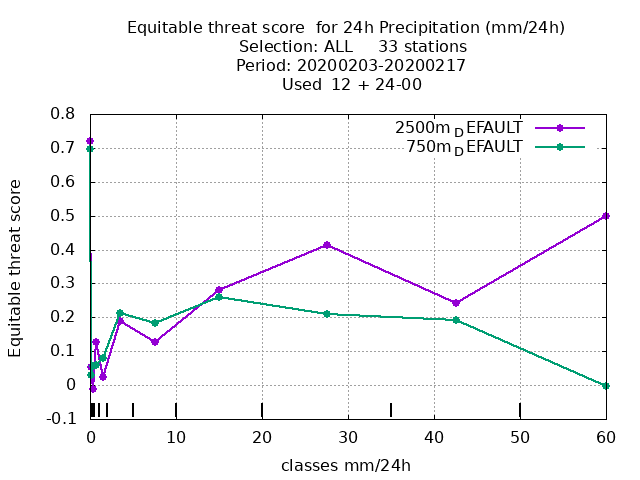 Equitable threat score  for 24h Precipitation (mm/24h)
Selection: ALL     33 stations
Period: 20200203-20200217
Used  12 + 24-00
2500m_DEFAULT
750m_DEFAULT
Equitable threat score
0.8
0.7
0.6
0.5
0.4
0.3
0.2
0.1
0
-0.1
0 10 20 30 40 50 60
classes mm/24h